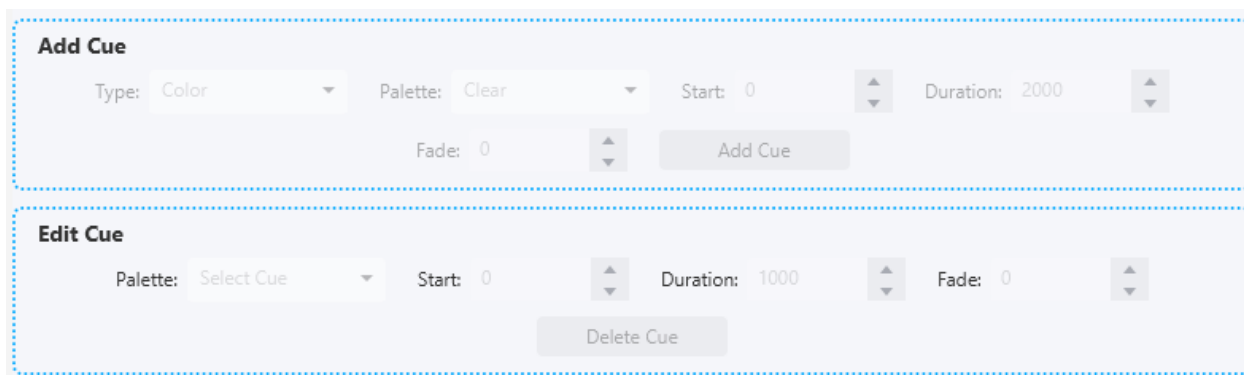 Add Cue
Type: Color Palette: Clear Start: 0 Duration: 2000
Fade: 0 Add Cue
Edit Cue
Palette: Select Cue Start: 0 Duration: 1000 Fade: 0
Delete Cue